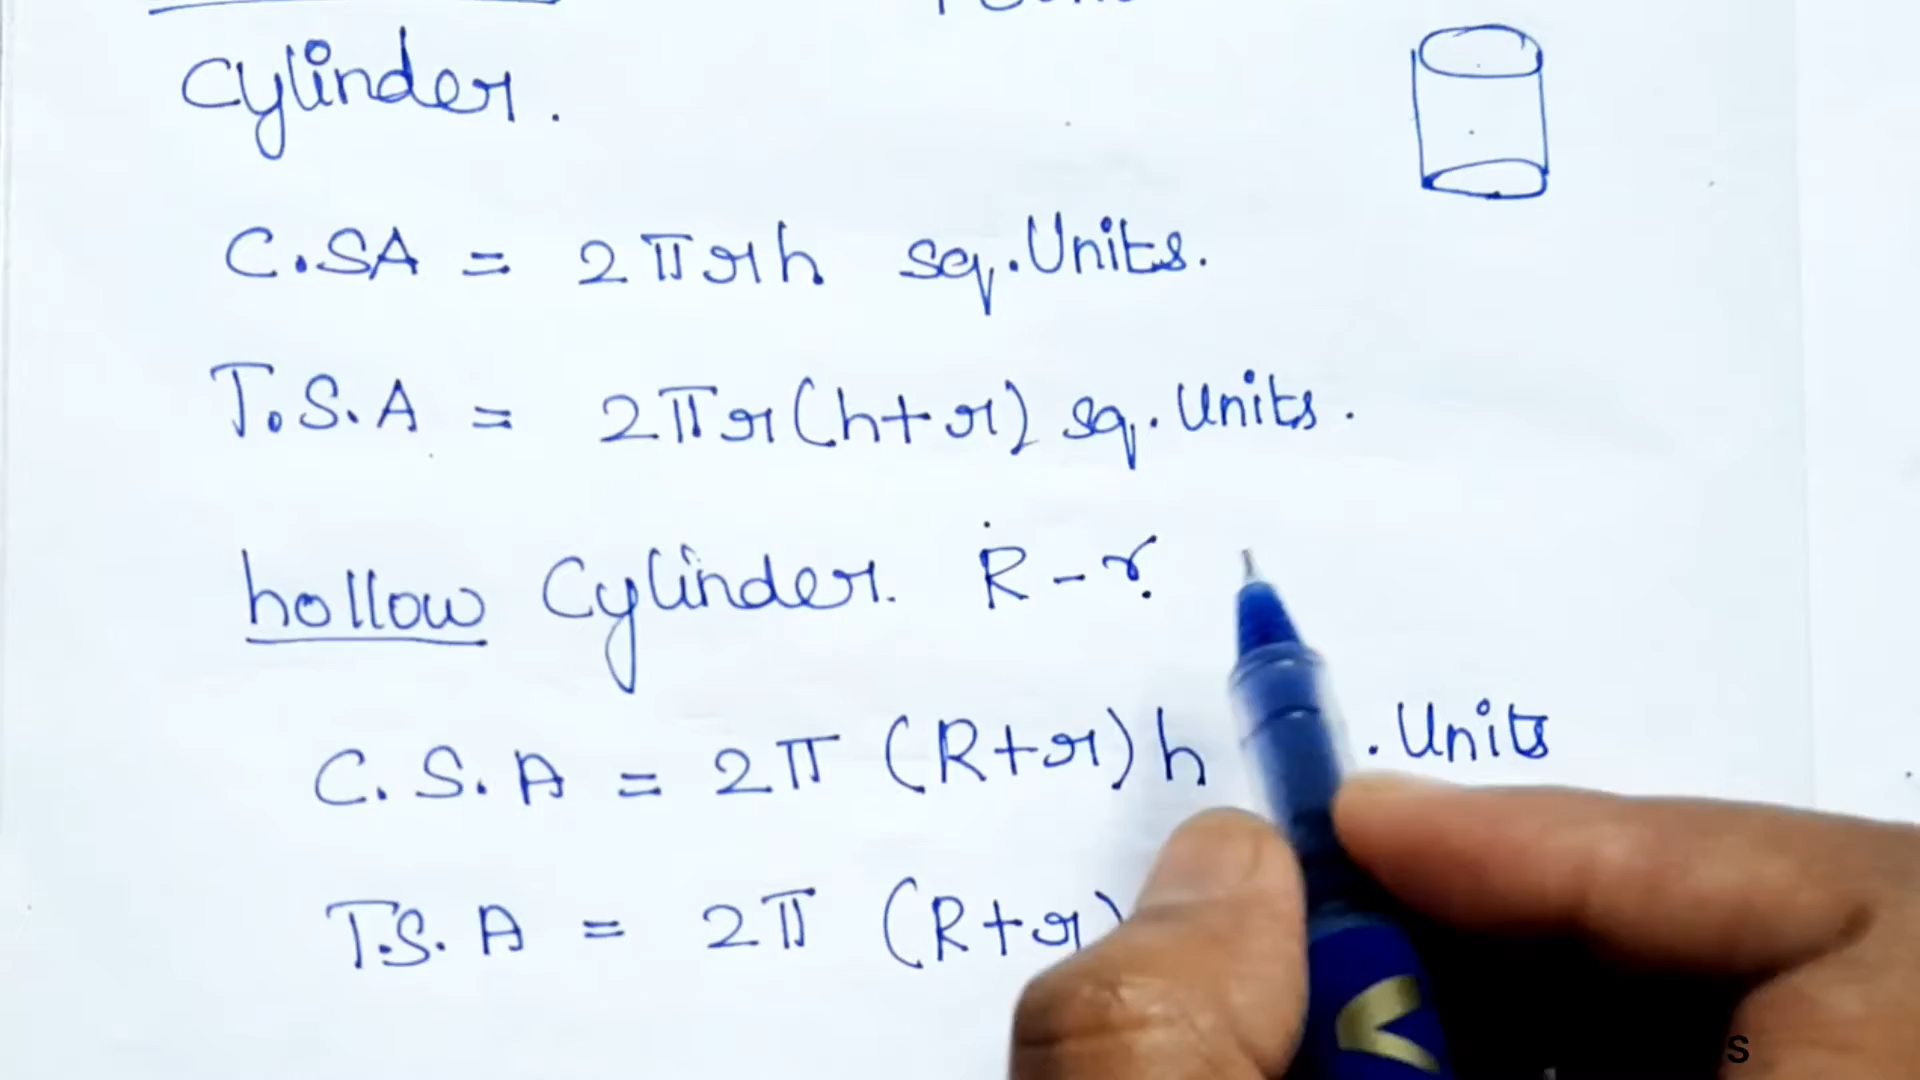 Cylinder.
C.SA = 2πrh sq.Units.
T.S.A = 2πr(h+r) sq.Units.
hollow Cylinder. R-r.
C.S.A = 2π (R+r)h .Units
T.S.A = 2π (R+r)
s